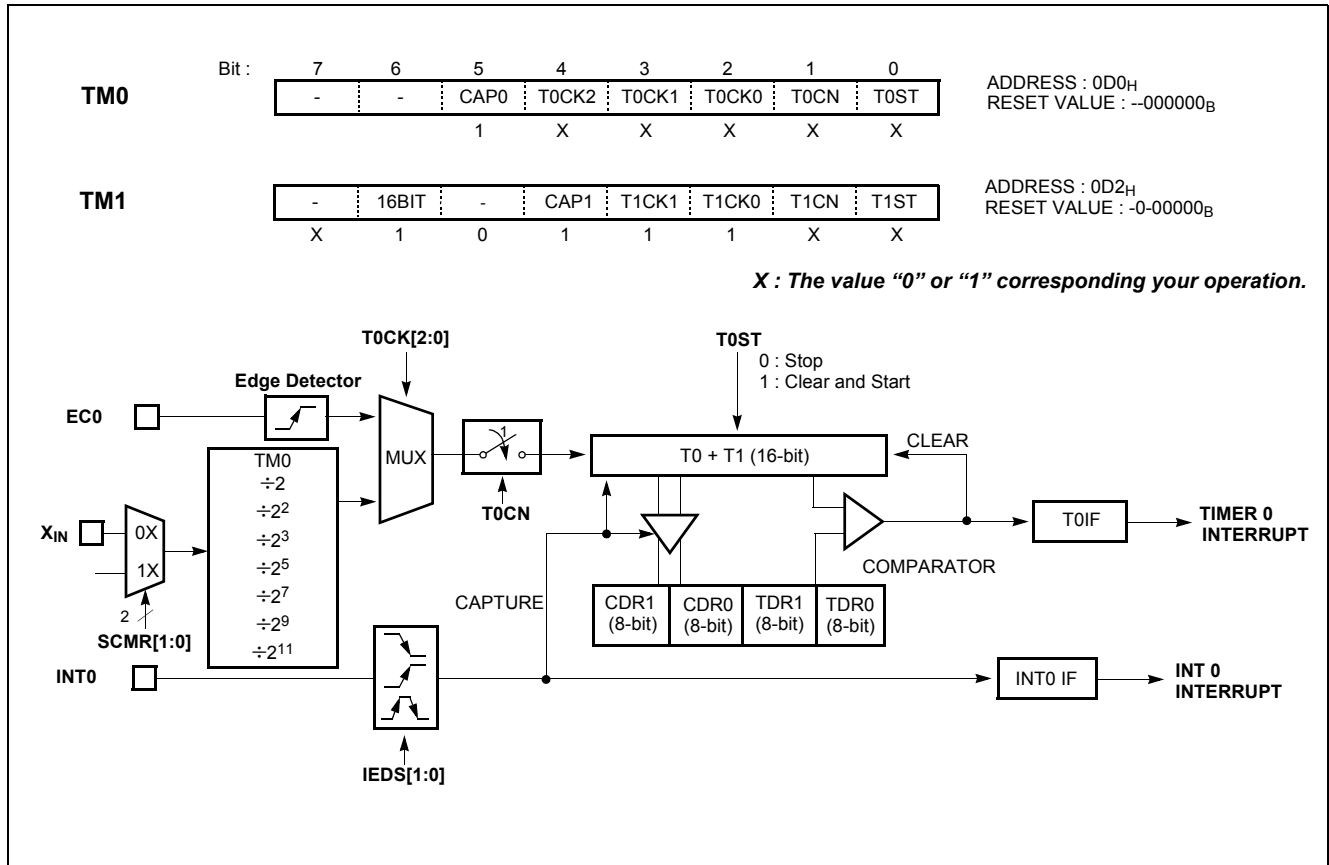 Bit : 7 6 5 4 3 2 1 0
TM0 - - CAP0 T0CK2 T0CK1 T0CK0 T0CN T0ST
ADDRESS : 0D0H
RESET VALUE : --000000B
1 X X X X X
TM1 - 16BIT - CAP1 T1CK1 T1CK0 T1CN T1ST
ADDRESS : 0D2H
RESET VALUE : -0-00000B
X 1 0 1 1 1 X X
X : The value “0” or “1” corresponding your operation.
T0CK[2:0]
T0ST
0 : Stop
1 : Clear and Start
Edge Detector
EC0
MUX
1
T0CN
T0 + T1 (16-bit)
CLEAR
TM0
÷2
÷2²
÷2³
÷2⁵
÷2⁷
÷2⁹
÷2¹¹
XIN
0X
1X
2
SCMR[1:0]
COMPARATOR
T0IF
TIMER 0
INTERRUPT
CAPTURE
CDR1
(8-bit)
CDR0
(8-bit)
TDR1
(8-bit)
TDR0
(8-bit)
INT0
INT0 IF
INT 0
INTERRUPT
IEDS[1:0]